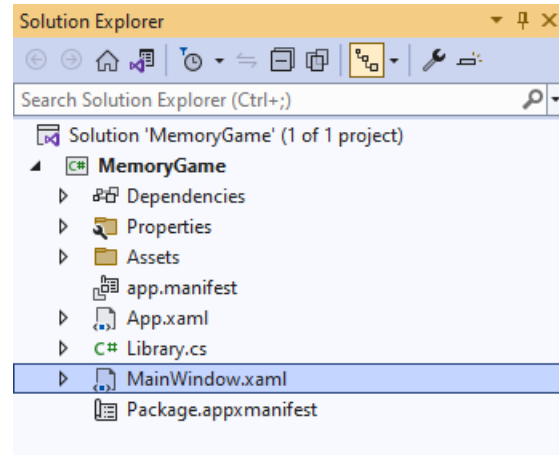 Solution Explorer
Search Solution Explorer (Ctrl+;)
Solution 'MemoryGame' (1 of 1 project)
C# MemoryGame
Dependencies
Properties
Assets
app.manifest
App.xaml
C# Library.cs
MainWindow.xaml
Package.appxmanifest